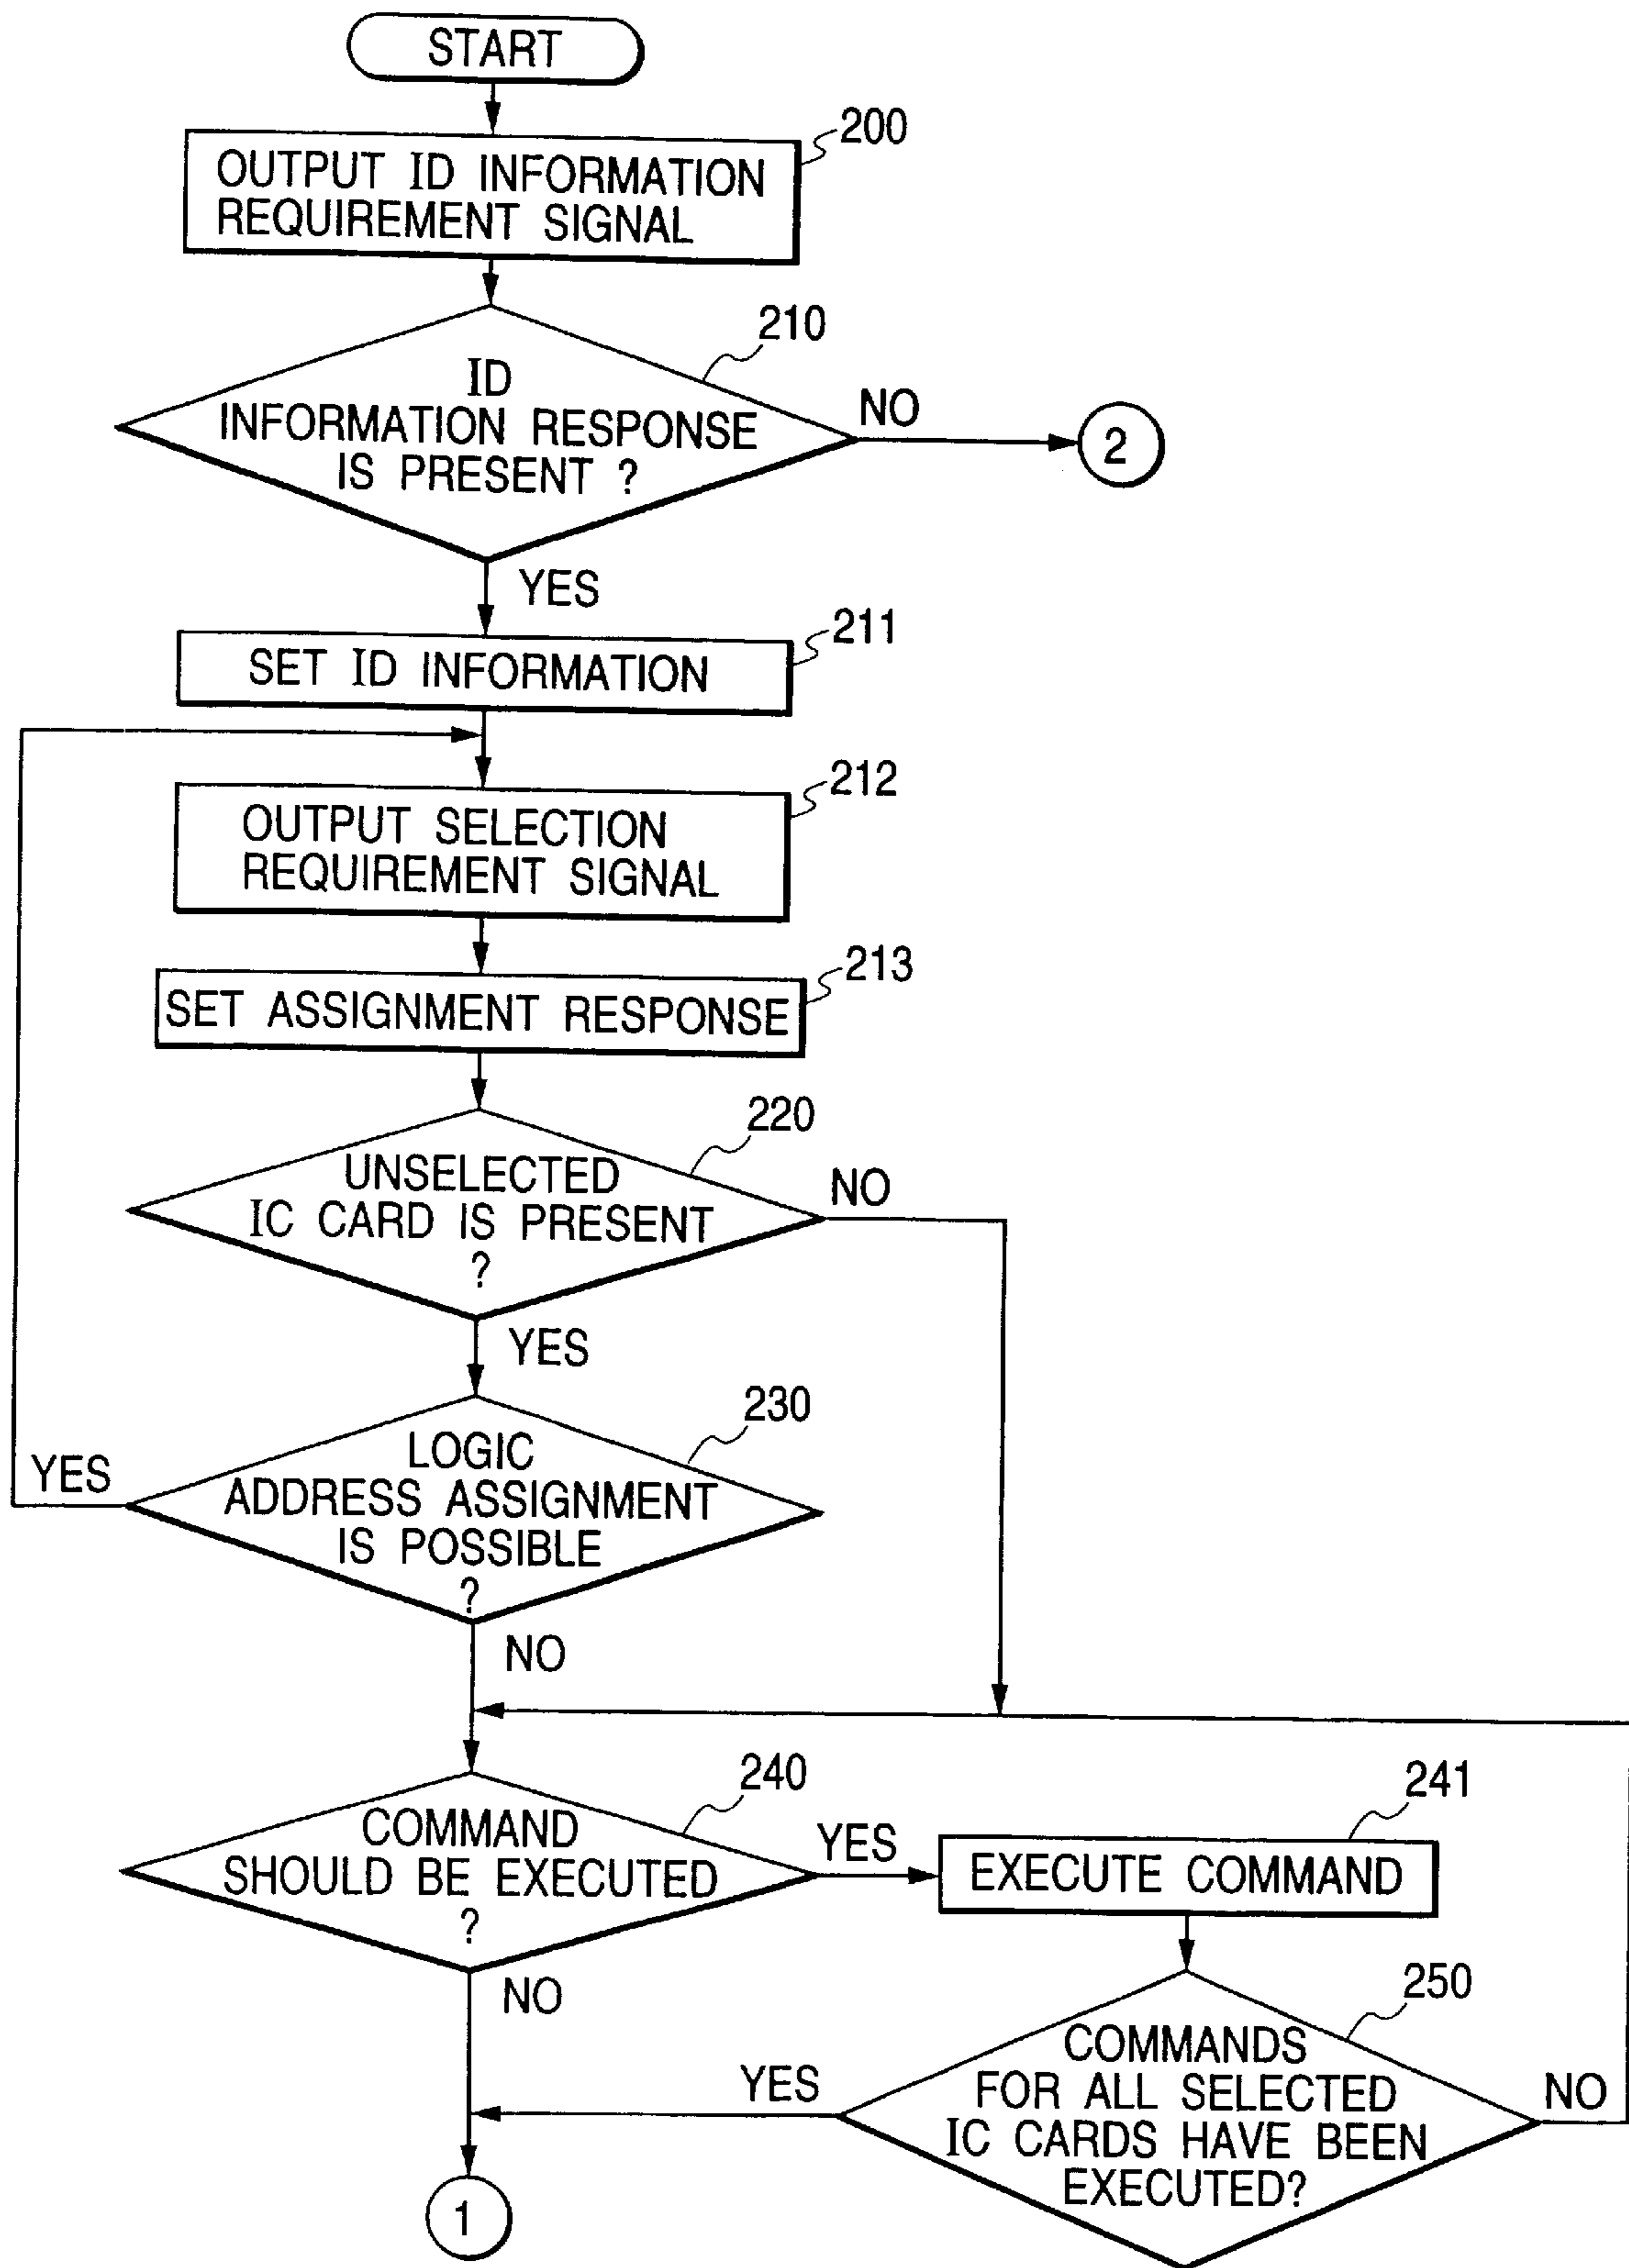 START
200
OUTPUT ID INFORMATION
REQUIREMENT SIGNAL
210
ID
INFORMATION RESPONSE
IS PRESENT ?
NO
2
YES
211
SET ID INFORMATION
212
OUTPUT SELECTION
REQUIREMENT SIGNAL
213
SET ASSIGNMENT RESPONSE
220
UNSELECTED
IC CARD IS PRESENT
?
NO
YES
230
LOGIC
ADDRESS ASSIGNMENT
IS POSSIBLE
?
YES
NO
240
COMMAND
SHOULD BE EXECUTED
?
YES
241
EXECUTE COMMAND
NO
250
COMMANDS
FOR ALL SELECTED
IC CARDS HAVE BEEN
EXECUTED?
YES
NO
1